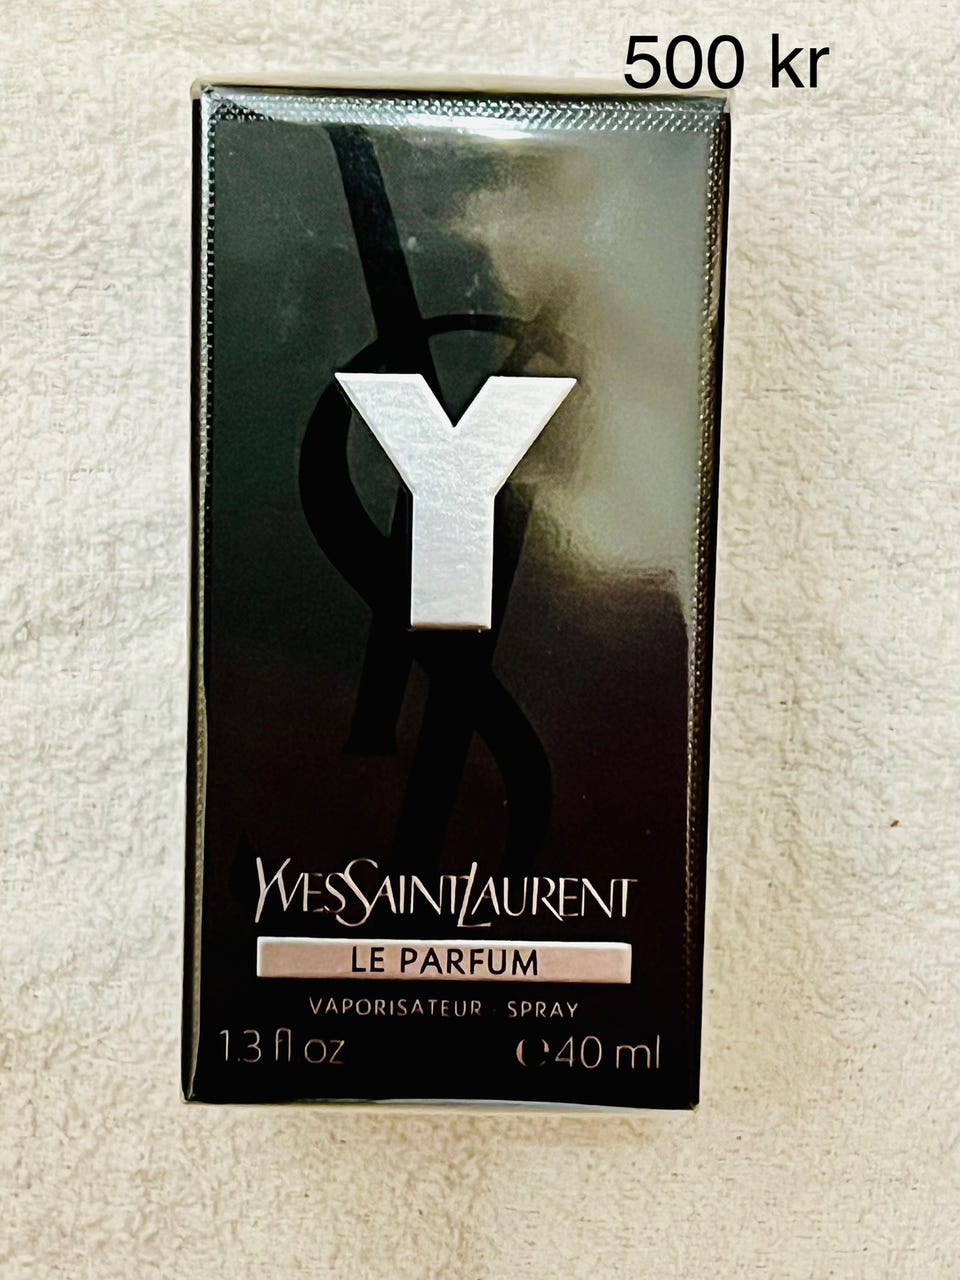 500 kr
Y
YVESSAINTLAURENT
LE PARFUM
VAPORISATEUR · SPRAY
1.3 fl oz ℮40 ml